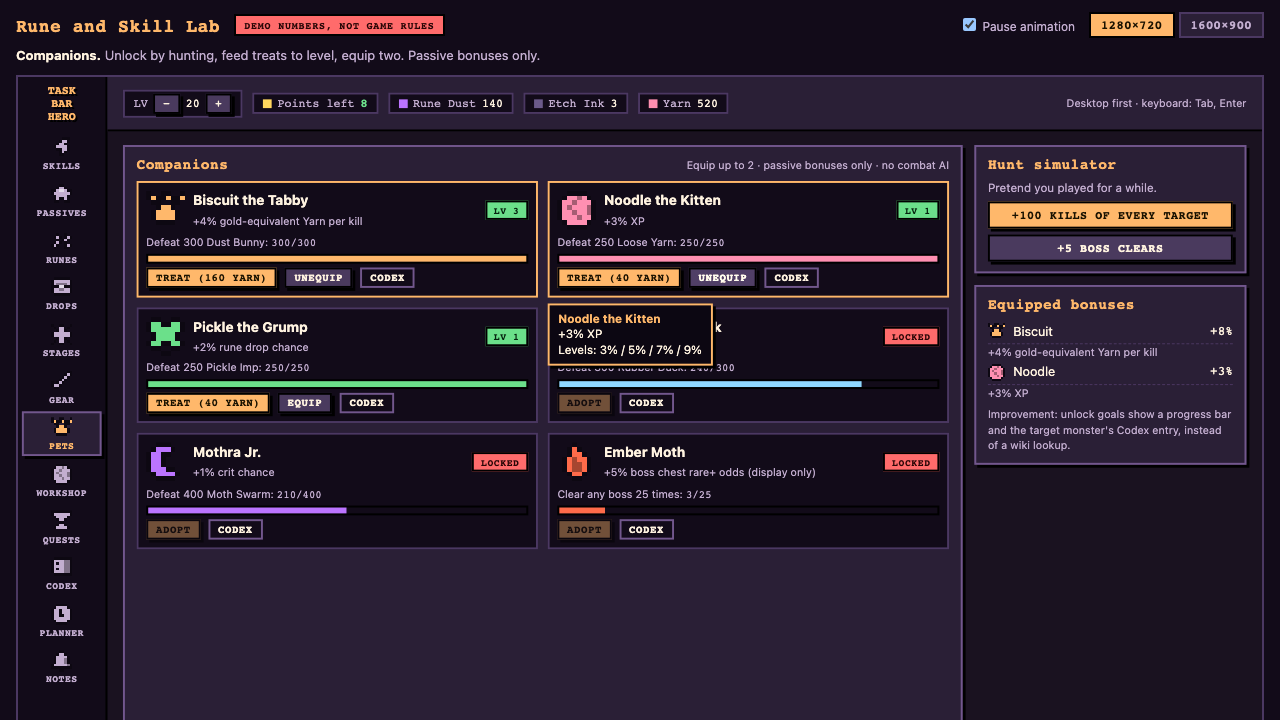 Rune and Skill Lab
DEMO NUMBERS, NOT GAME RULES
Pause animation
1280×720
1600×900
Companions. Unlock by hunting, feed treats to level, equip two. Passive bonuses only.
TASK
BAR
HERO
SKILLS
PASSIVES
RUNES
DROPS
STAGES
GEAR
PETS
WORKSHOP
QUESTS
CODEX
PLANNER
NOTES
LV − 20 +
Points left 8
Rune Dust 140
Etch Ink 3
Yarn 520
Desktop first · keyboard: Tab, Enter
Companions
Equip up to 2 · passive bonuses only · no combat AI
Biscuit the Tabby
+4% gold-equivalent Yarn per kill
LV 3
Defeat 300 Dust Bunny: 300/300
TREAT (160 YARN)
UNEQUIP
CODEX
Noodle the Kitten
+3% XP
LV 1
Defeat 250 Loose Yarn: 250/250
TREAT (40 YARN)
UNEQUIP
CODEX
Pickle the Grump
+2% rune drop chance
LV 1
Defeat 250 Pickle Imp: 250/250
TREAT (40 YARN)
EQUIP
CODEX
Noodle the Kitten
+3% XP
Levels: 3% / 5% / 7% / 9%
LOCKED
Defeat 300 Rubber Duck: 240/300
ADOPT
CODEX
Mothra Jr.
+1% crit chance
LOCKED
Defeat 400 Moth Swarm: 210/400
ADOPT
CODEX
Ember Moth
+5% boss chest rare+ odds (display only)
LOCKED
Clear any boss 25 times: 3/25
ADOPT
CODEX
Hunt simulator
Pretend you played for a while.
+100 KILLS OF EVERY TARGET
+5 BOSS CLEARS
Equipped bonuses
Biscuit +8%
+4% gold-equivalent Yarn per kill
Noodle +3%
+3% XP
Improvement: unlock goals show a progress bar
and the target monster's Codex entry, instead
of a wiki lookup.